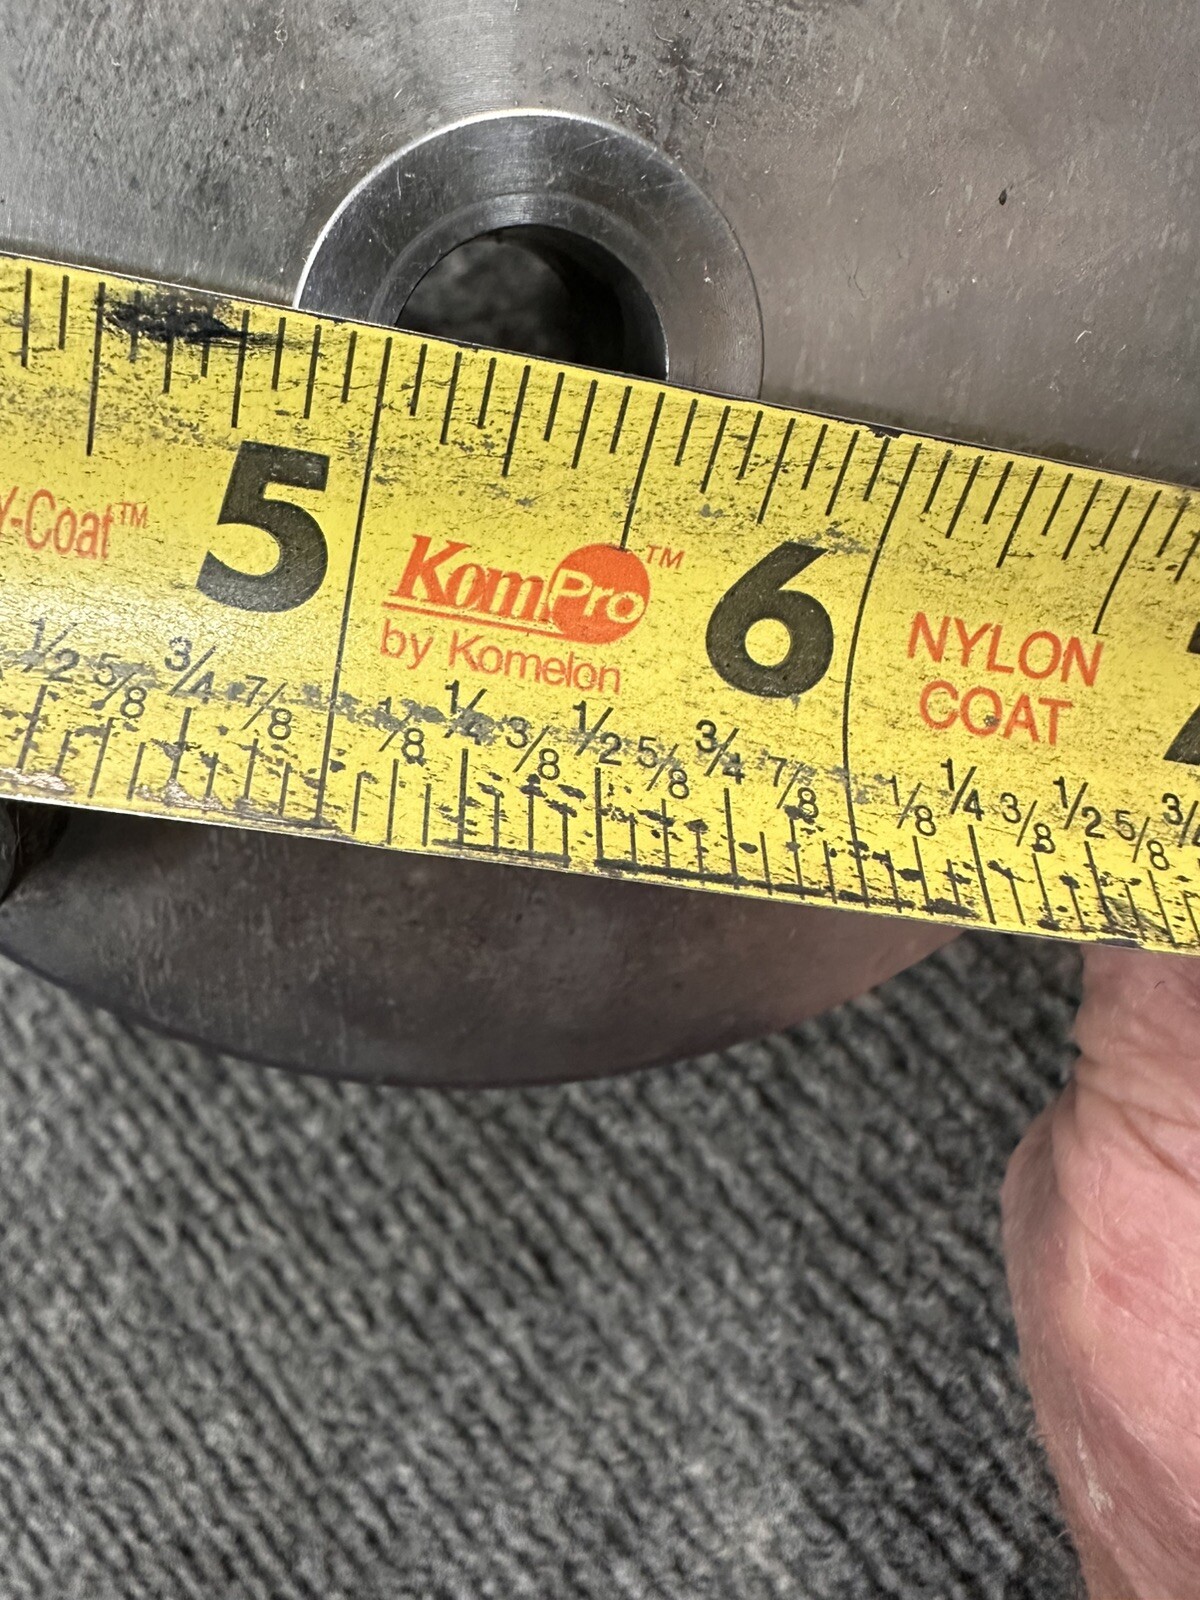 y-Coat™
5
KomPro™
by Komelon
6
NYLON
COAT
1/2 5/8 3/4 7/8
1/8 1/4 3/8 1/2 5/8 3/4 7/8
1/8 1/4 3/8 1/2 5/8